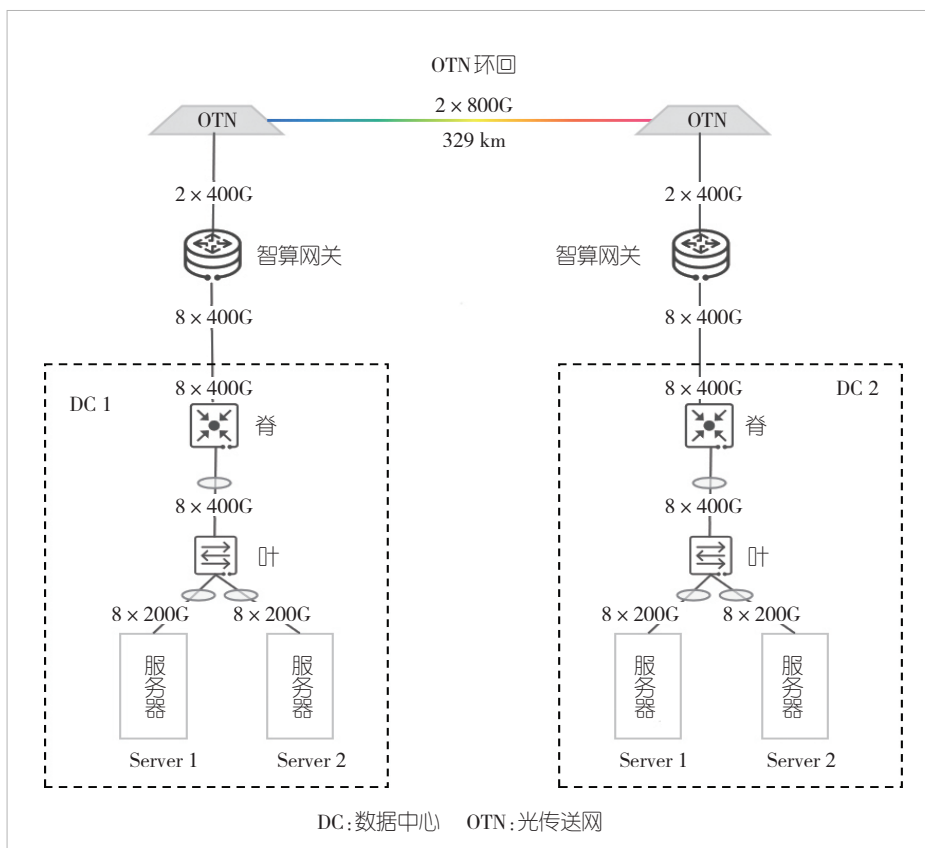 OTN环回
2×800G
OTN
OTN
329 km
2×400G
2×400G
智算网关
智算网关
8×400G
8×400G
8×400G
8×400G
DC 1
DC 2
脊
脊
8×400G
8×400G
叶
叶
8×200G
8×200G
8×200G
8×200G
服务器
服务器
服务器
服务器
Server 1
Server 2
Server 1
Server 2
DC:数据中心 OTN:光传送网